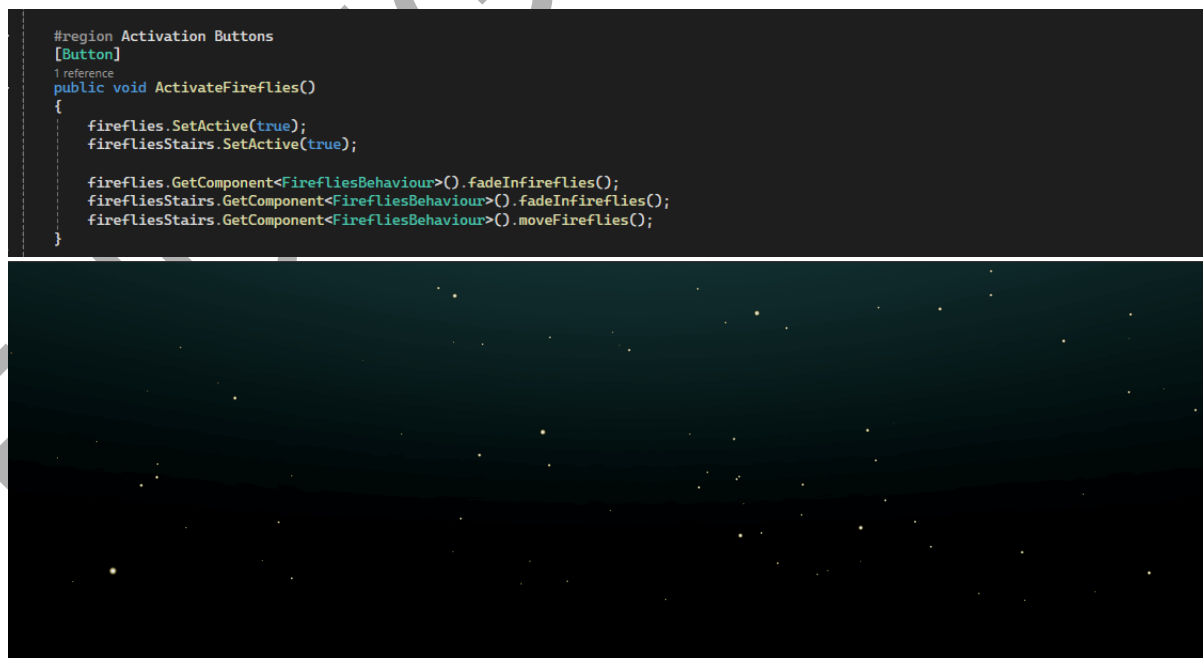 #region Activation Buttons
[Button]
1 reference
public void ActivateFireflies()
{
fireflies.SetActive(true);
firefliesStairs.SetActive(true);
fireflies.GetComponent<FirefliesBehaviour>().fadeInfireflies();
firefliesStairs.GetComponent<FirefliesBehaviour>().fadeInfireflies();
firefliesStairs.GetComponent<FirefliesBehaviour>().moveFireflies();
}